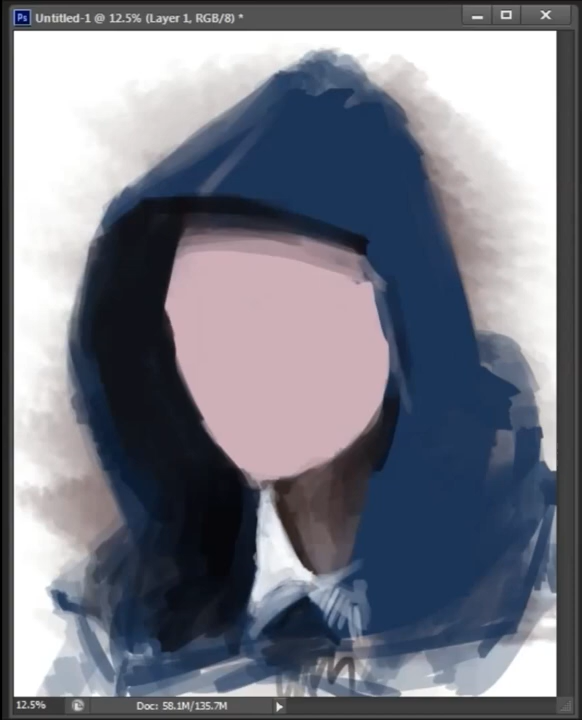 Ps Untitled-1 @ 12.5% (Layer 1, RGB/8) *
12.5% Doc: 58.1M/135.7M